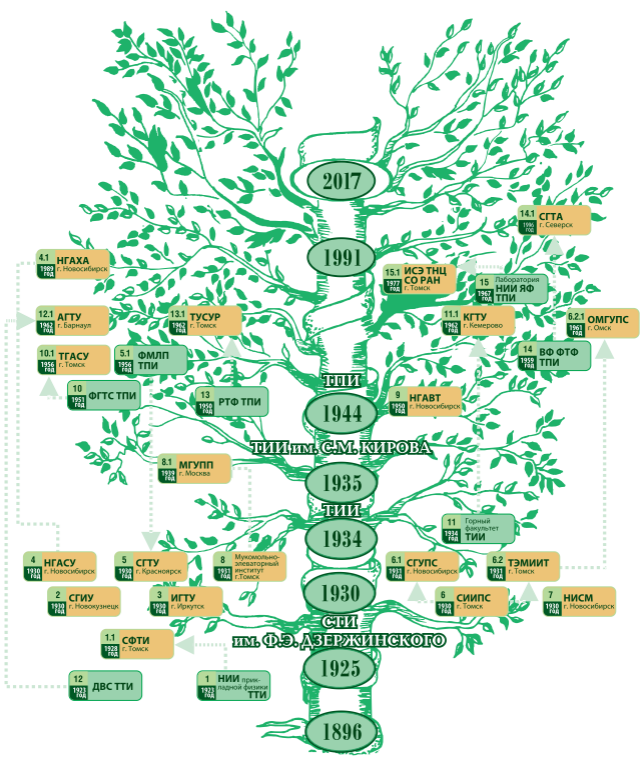 2017
14.1 СГТА
1996 год г. Северск
1991
4.1 НГАХА
1989 год г. Новосибирск
15.1 ИСЭ ТНЦ
СО РАН
1977 год г. Томск
15 Лаборатория
1967 год НИИ ЯФ
ТПИ
12.1 АГТУ
1962 год г. Барнаул
13.1 ТУСУР
1962 год г. Томск
11.1 КГТУ
1962 год г. Кемерово
6.2.1 ОМГУПС
1961 год г. Омск
10.1 ТГАСУ
1956 год г. Томск
5.1 ФМЛП
1956 год ТПИ
14 ВФ ФТФ
1959 год ТПИ
ТПИ
10 ФГТС ТПИ
1951 год
13 РТФ ТПИ
1950 год
9 НГАВТ
1950 год г. Новосибирск
1944
ТИИ им. С.М. КИРОВА
8.1 МГУПП
1939 год г. Москва
1935
ТИИ
11 Горный
1934 год факультет
ТИИ
1934
4 НГАСУ
1930 год г. Новосибирск
5 СГТУ
1930 год г. Красноярск
8 Мукомольно-
элеваторный
1931 год институт
г.Томск
6.1 СГУПС
1931 год г. Новосибирск
6.2 ТЭМИИТ
1931 год г. Томск
2 СГИУ
1930 год г. Новокузнецк
3 ИГТУ
1930 год г. Иркутск
1930
6 СИИПС
1930 год г. Томск
7 НИСМ
1930 год г. Новосибирск
СТИ
им. Ф.Э. ДЗЕРЖИНСКОГО
1.1 СФТИ
1928 год г. Томск
1925
12 ДВС ТТИ
1923 год
1 НИИ прик-
1923 год ладной физики
ТТИ
1896